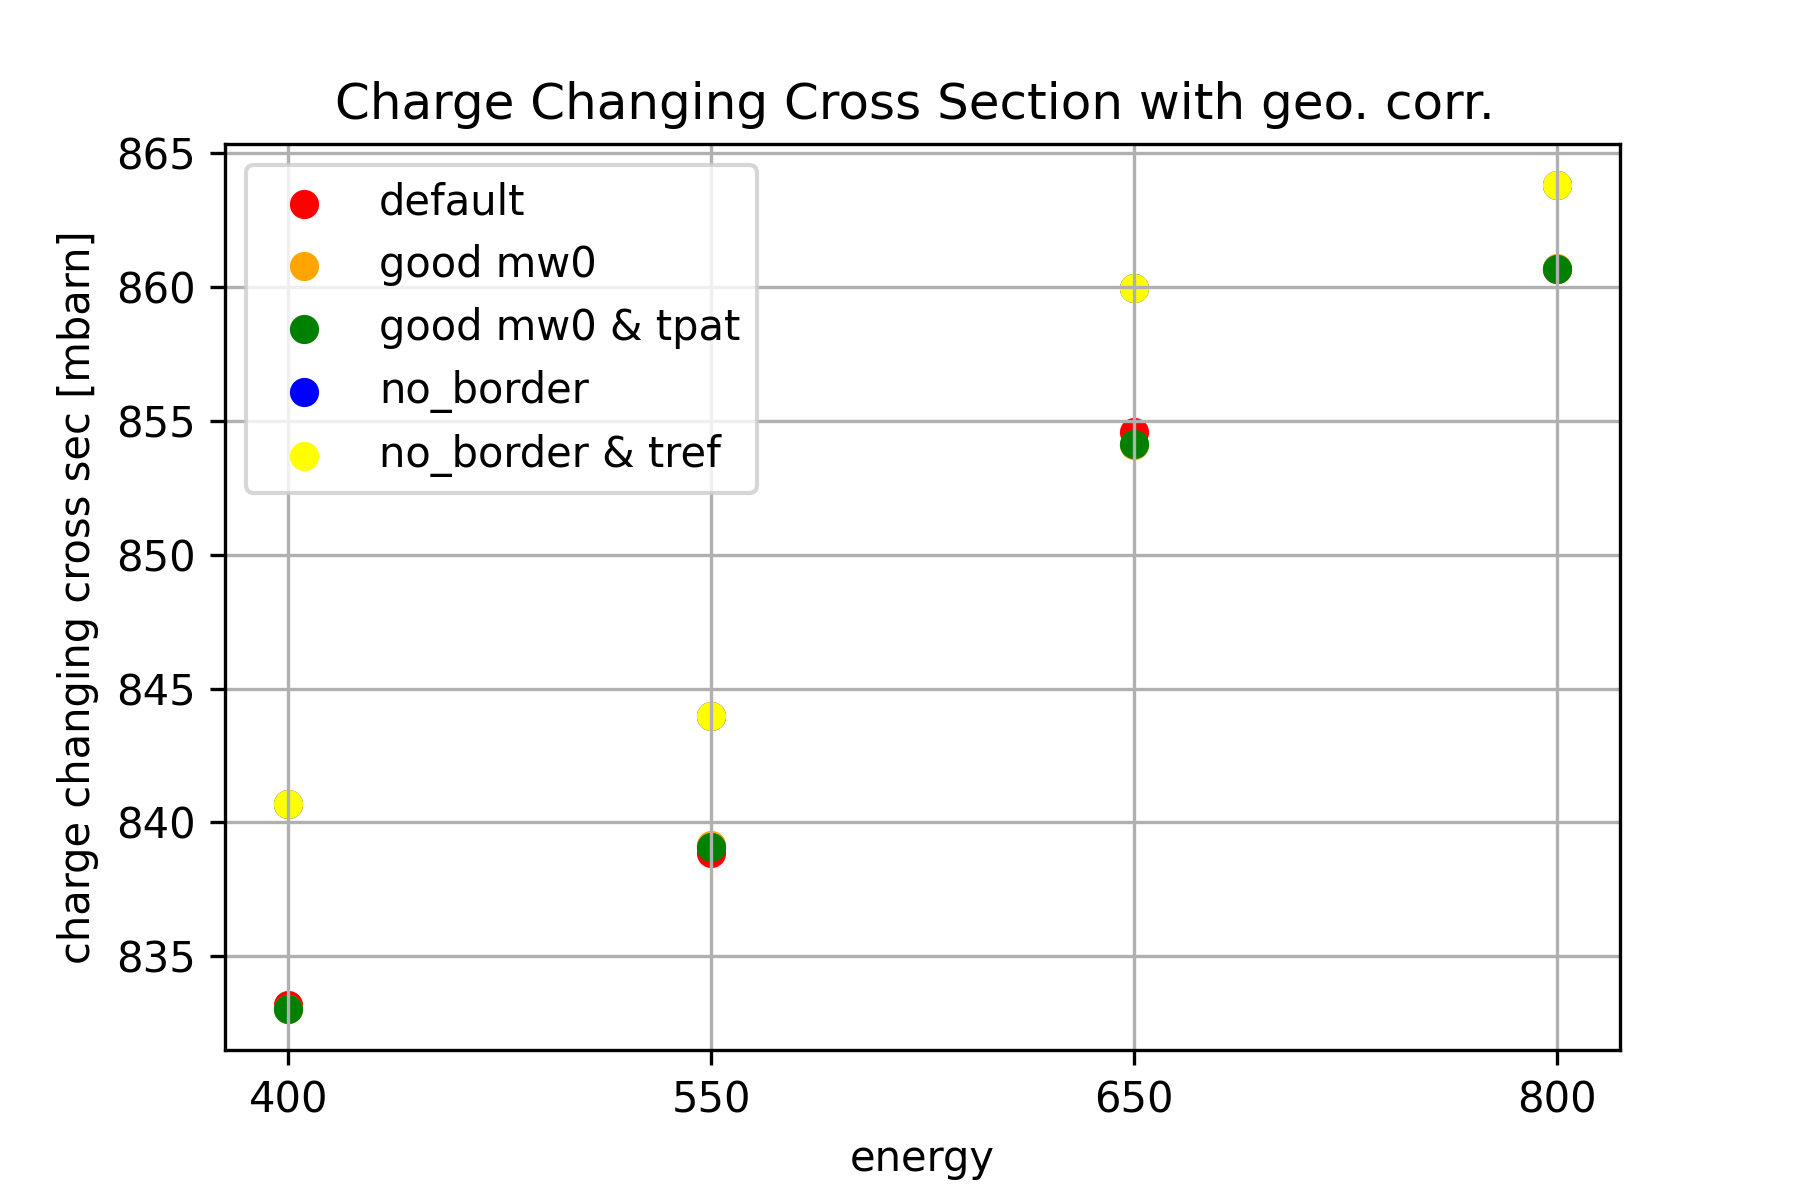 Charge Changing Cross Section with geo. corr.
865
860
855
850
845
840
835
charge changing cross sec [mbarn]
default
good mw0
good mw0 & tpat
no_border
no_border & tref
400 550 650 800
energy